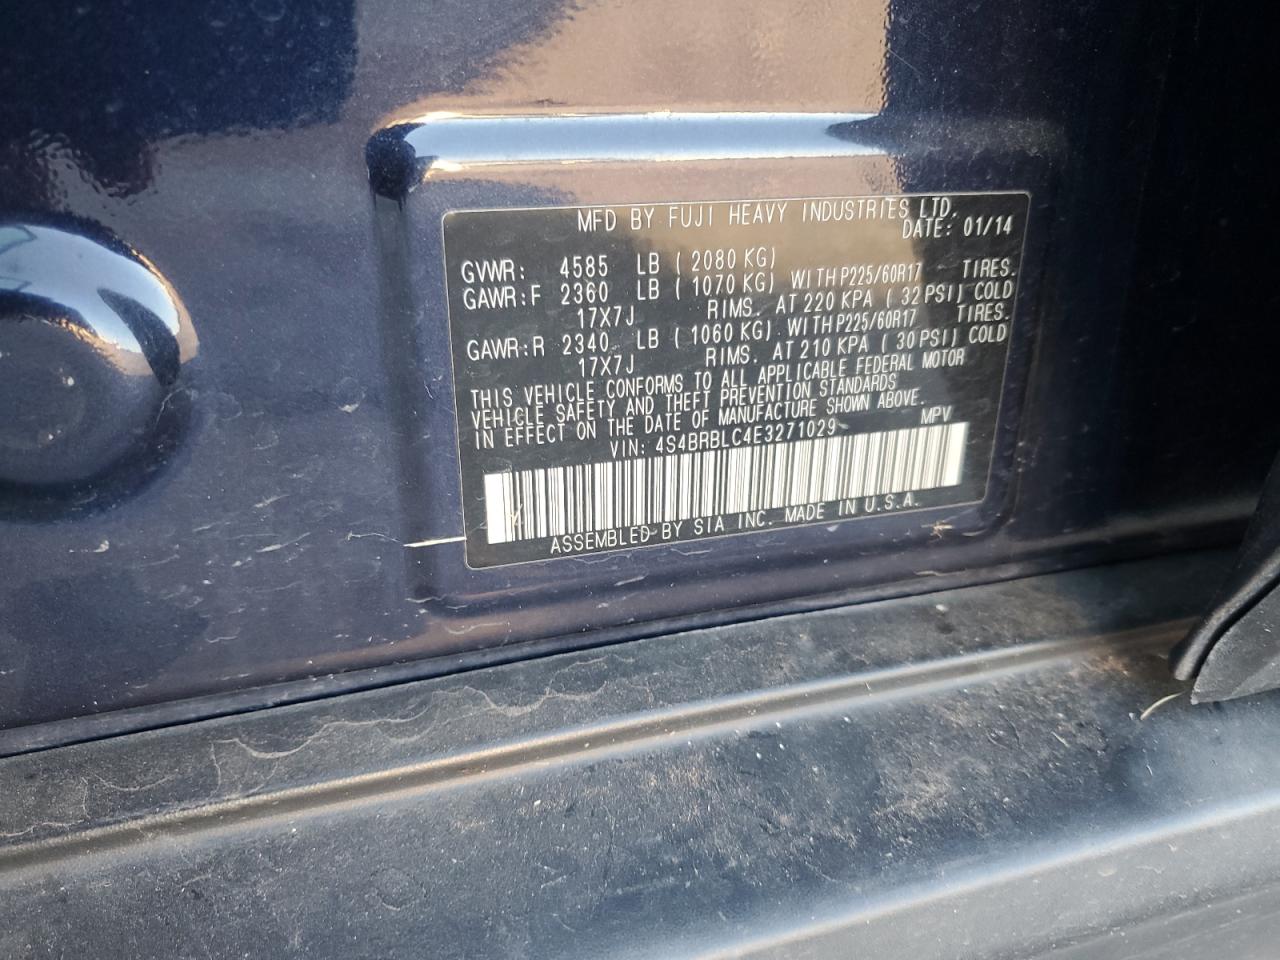 MFD BY FUJI HEAVY INDUSTRIES LTD.
DATE: 01/14
GVWR: 4585 LB (2080 KG)
GAWR:F 2360 LB (1070 KG) WITH P225/60R17 TIRES.
17X7J RIMS. AT 220 KPA (32 PSI) COLD
GAWR:R 2340 LB (1060 KG) WITH P225/60R17 TIRES.
17X7J RIMS. AT 210 KPA (30 PSI) COLD
THIS VEHICLE CONFORMS TO ALL APPLICABLE FEDERAL MOTOR
VEHICLE SAFETY AND THEFT PREVENTION STANDARDS
IN EFFECT ON THE DATE OF MANUFACTURE SHOWN ABOVE.
VIN: 4S4BRBLC4E3271029 MPV
ASSEMBLED BY SIA INC. MADE IN U.S.A.